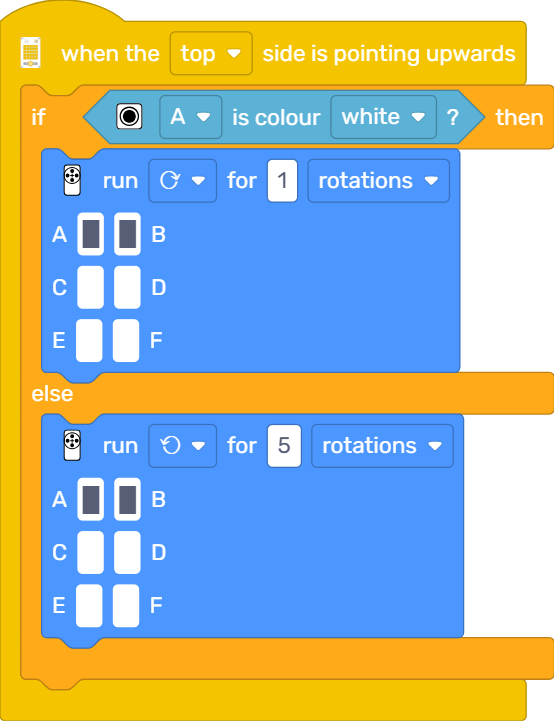 when the top side is pointing upwards
if A is colour white ? then
run for 1 rotations
A B
C D
E F
else
run for 5 rotations
A B
C D
E F